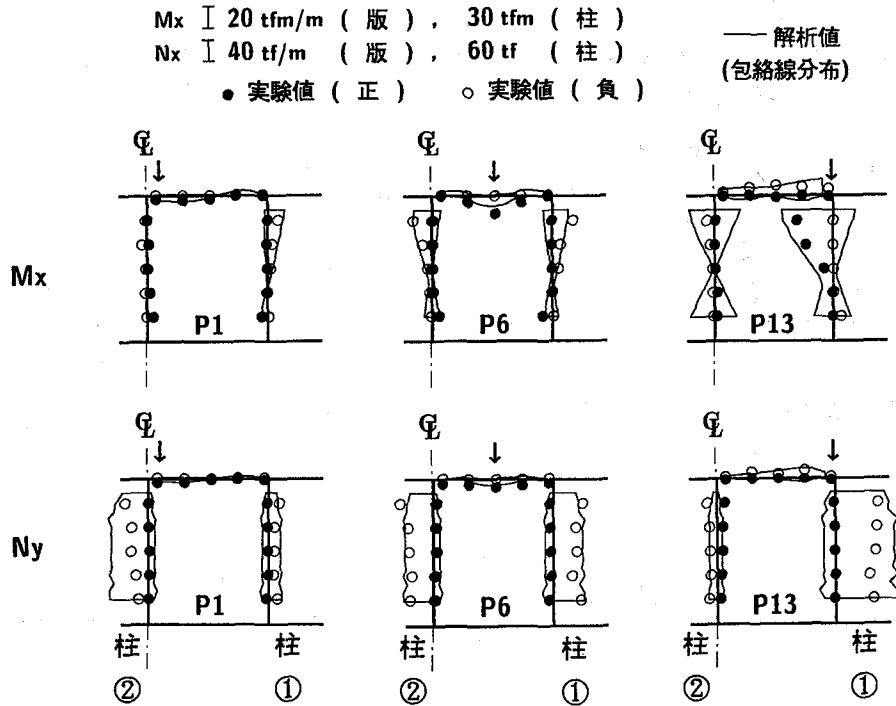 Mx I 20 tfm/m ( 版 ) , 30 tfm ( 柱 )
Nx I 40 tf/m ( 版 ) , 60 tf ( 柱 )
● 実験値 ( 正 ) ○ 実験値 ( 負 )
— 解析値
(包絡線分布)
℄ ℄ ℄
Mx
P1 P6 P13
℄ ℄ ℄
Ny
P1 P6 P13
柱 柱 柱 柱 柱 柱
② ① ② ① ② ①